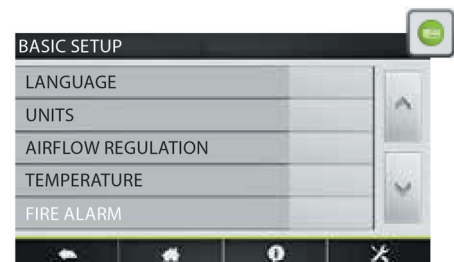 BASIC SETUP
LANGUAGE
UNITS
AIRFLOW REGULATION
TEMPERATURE
FIRE ALARM